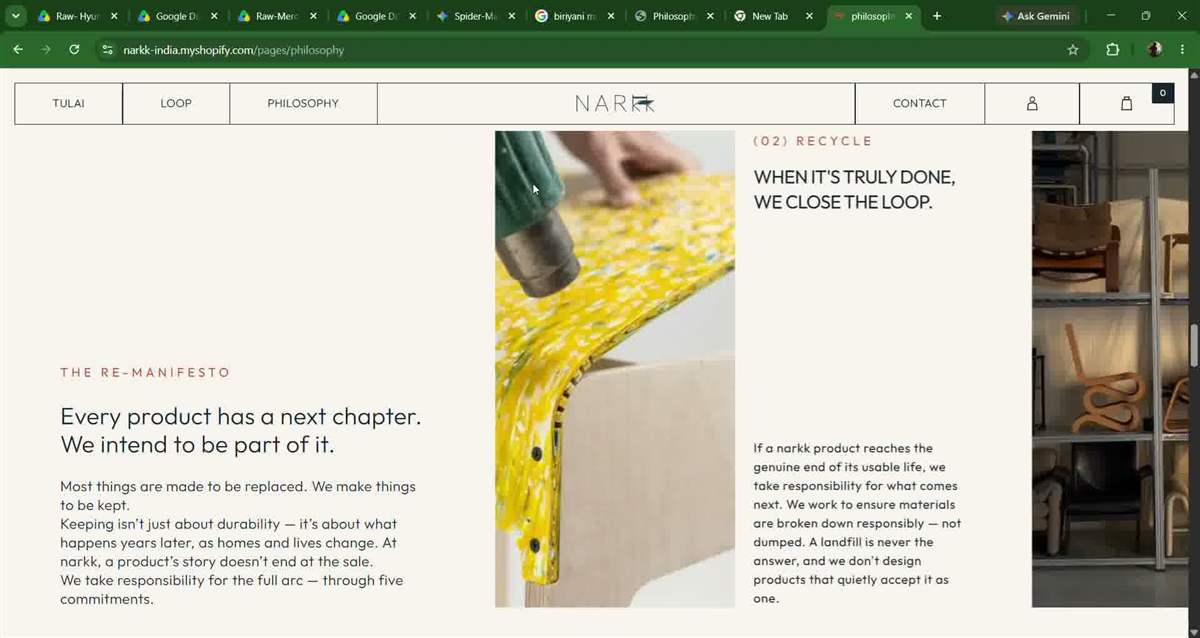 Raw- Hyu
Google D
Raw-Merc
Google D
Spider-Ma
biriyani m
Philosoph
New Tab
philosoph
Ask Gemini
narkk-india.myshopify.com/pages/philosophy
TULAI
LOOP
PHILOSOPHY
NARKK
CONTACT
0
(02) RECYCLE
WHEN IT'S TRULY DONE,
WE CLOSE THE LOOP.
THE RE-MANIFESTO
Every product has a next chapter.
We intend to be part of it.
Most things are made to be replaced. We make things
to be kept.
Keeping isn't just about durability — it's about what
happens years later, as homes and lives change. At
narkk, a product's story doesn't end at the sale.
We take responsibility for the full arc — through five
commitments.
If a narkk product reaches the
genuine end of its usable life, we
take responsibility for what comes
next. We work to ensure materials
are broken down responsibly — not
dumped. A landfill is never the
answer, and we don't design
products that quietly accept it as
one.